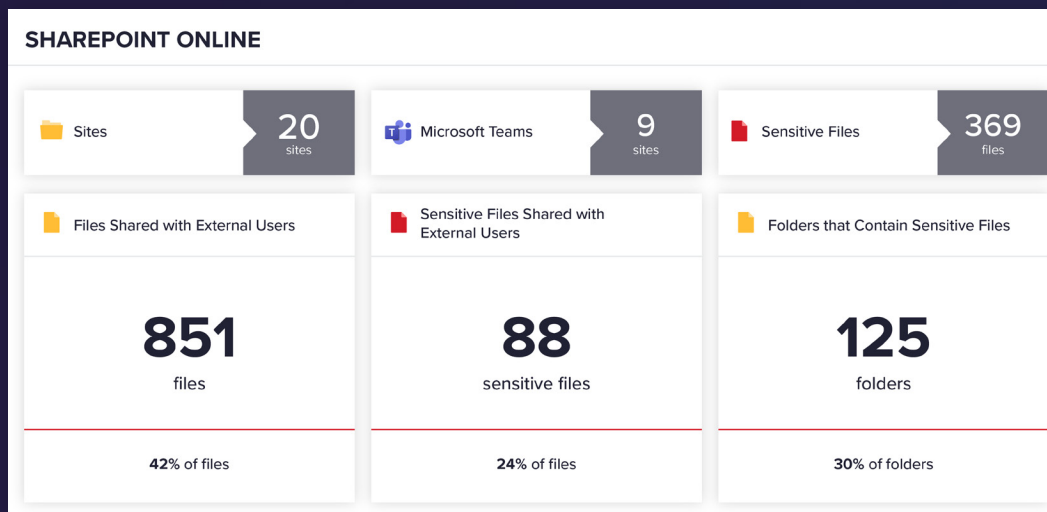 SHAREPOINT ONLINE
Sites
20
sites
Microsoft Teams
9
sites
Sensitive Files
369
files
Files Shared with External Users
851
files
42% of files
Sensitive Files Shared with
External Users
88
sensitive files
24% of files
Folders that Contain Sensitive Files
125
folders
30% of folders